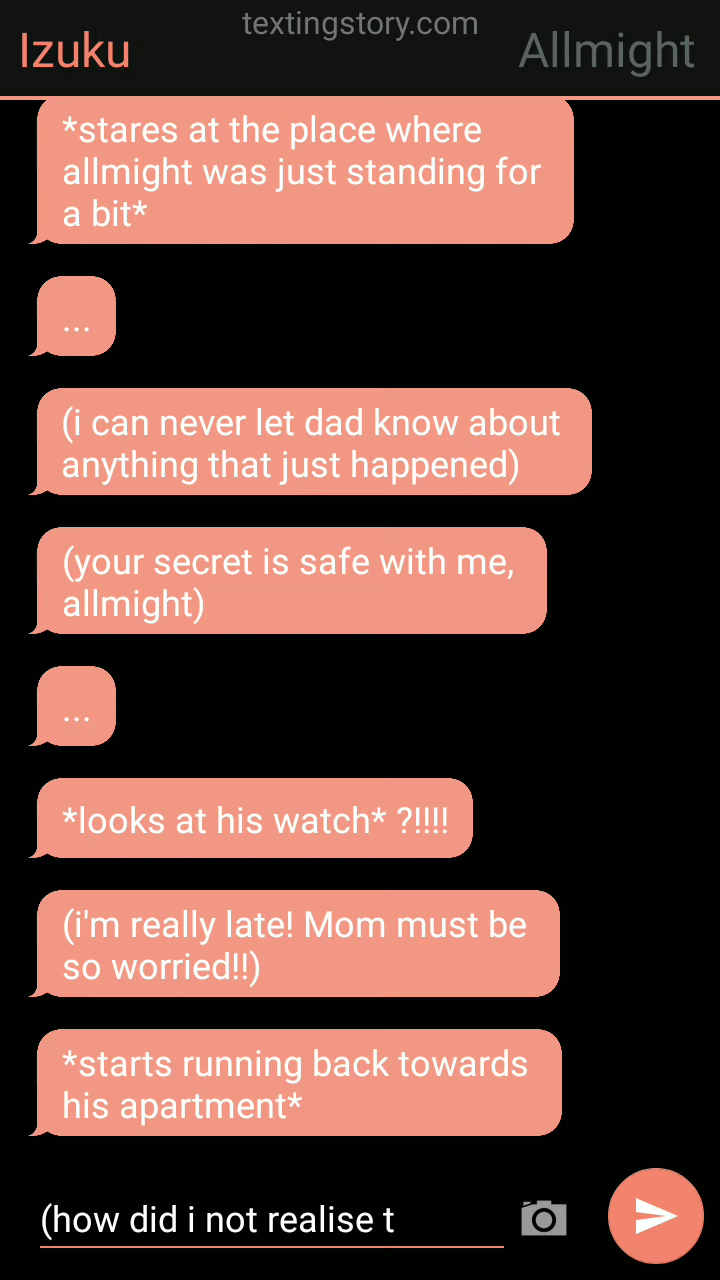 textingstory.com
Izuku
Allmight
*stares at the place where
allmight was just standing for
a bit*
...
(i can never let dad know about
anything that just happened)
(your secret is safe with me,
allmight)
...
*looks at his watch* ?!!!!
(i'm really late! Mom must be
so worried!!)
*starts running back towards
his apartment*
(how did i not realise t